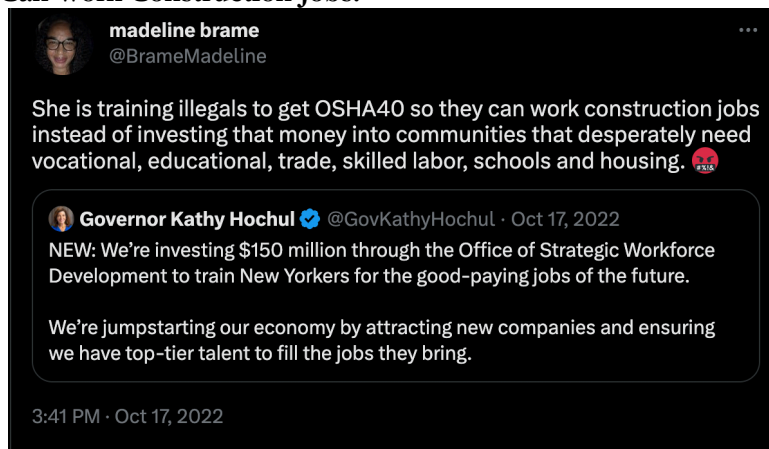 Can Work Construction Jobs.
madeline brame
@BrameMadeline
She is training illegals to get OSHA40 so they can work construction jobs
instead of investing that money into communities that desperately need
vocational, educational, trade, skilled labor, schools and housing.
Governor Kathy Hochul @GovKathyHochul · Oct 17, 2022
NEW: We’re investing $150 million through the Office of Strategic Workforce
Development to train New Yorkers for the good-paying jobs of the future.
We’re jumpstarting our economy by attracting new companies and ensuring
we have top-tier talent to fill the jobs they bring.
3:41 PM · Oct 17, 2022